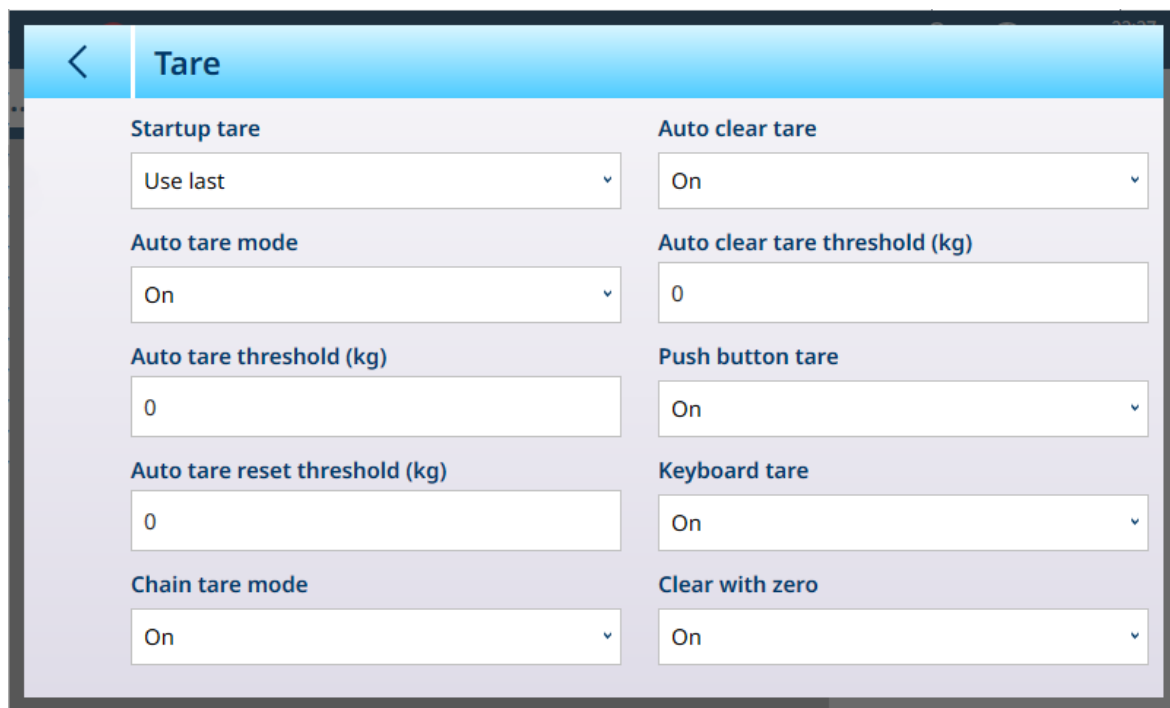 Tare
Startup tare
Use last
Auto tare mode
On
Auto tare threshold (kg)
0
Auto tare reset threshold (kg)
0
Chain tare mode
On
Auto clear tare
On
Auto clear tare threshold (kg)
0
Push button tare
On
Keyboard tare
On
Clear with zero
On